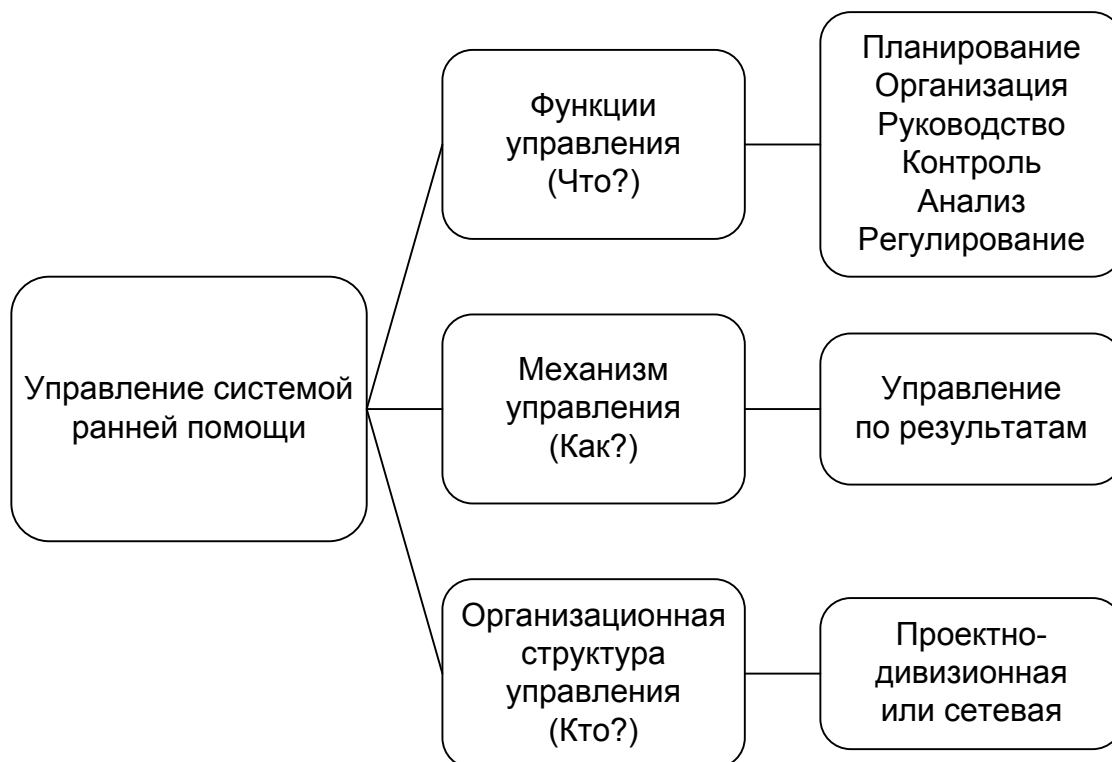 Управление системой
ранней помощи
Функции
управления
(Что?)
Планирование
Организация
Руководство
Контроль
Анализ
Регулирование
Механизм
управления
(Как?)
Управление
по результатам
Организационная
структура
управления
(Кто?)
Проектно-
дивизионная
или сетевая